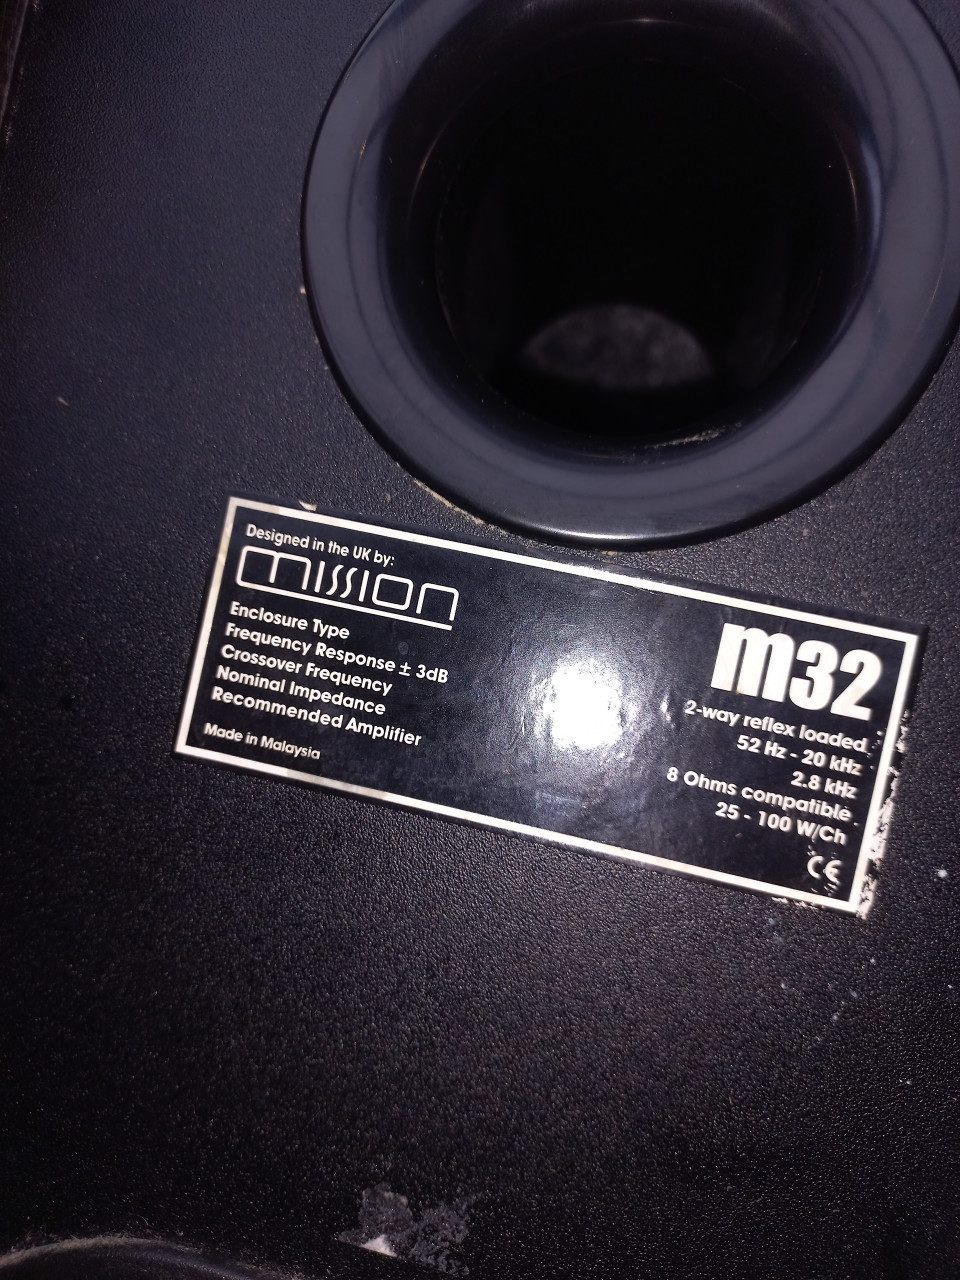 Designed in the UK by:
mission
m32
Enclosure Type 2-way reflex loaded
Frequency Response ± 3dB 52 Hz - 20 kHz
Crossover Frequency 2.8 kHz
Nominal Impedance 8 Ohms compatible
Recommended Amplifier 25 - 100 W/Ch
Made in Malaysia CE